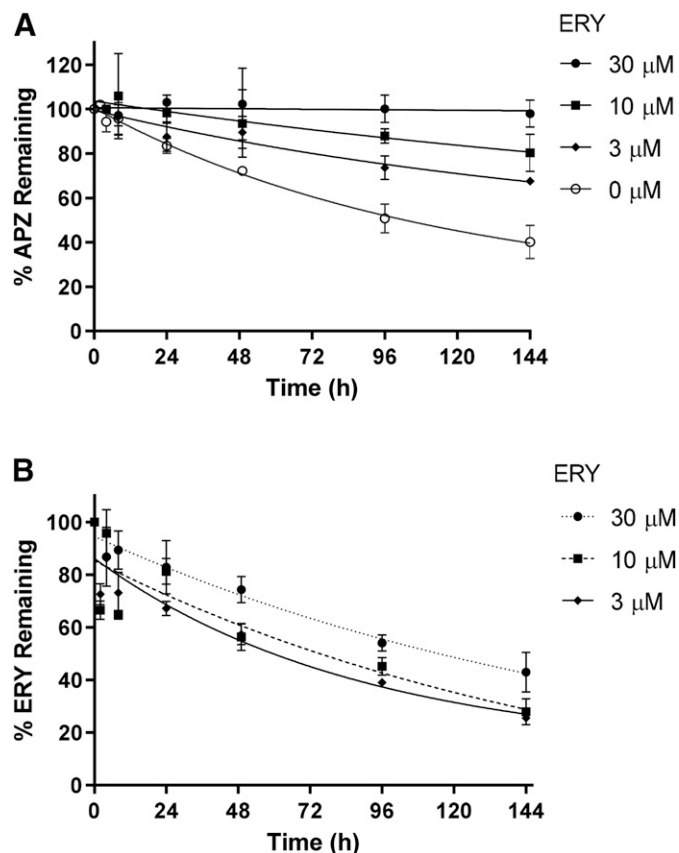 A
ERY
30 μM
10 μM
3 μM
0 μM
% APZ Remaining
120
100
80
60
40
20
0
0 24 48 72 96 120 144
Time (h)
B
ERY
30 μM
10 μM
3 μM
% ERY Remaining
100
80
60
40
20
0
0 24 48 72 96 120 144
Time (h)